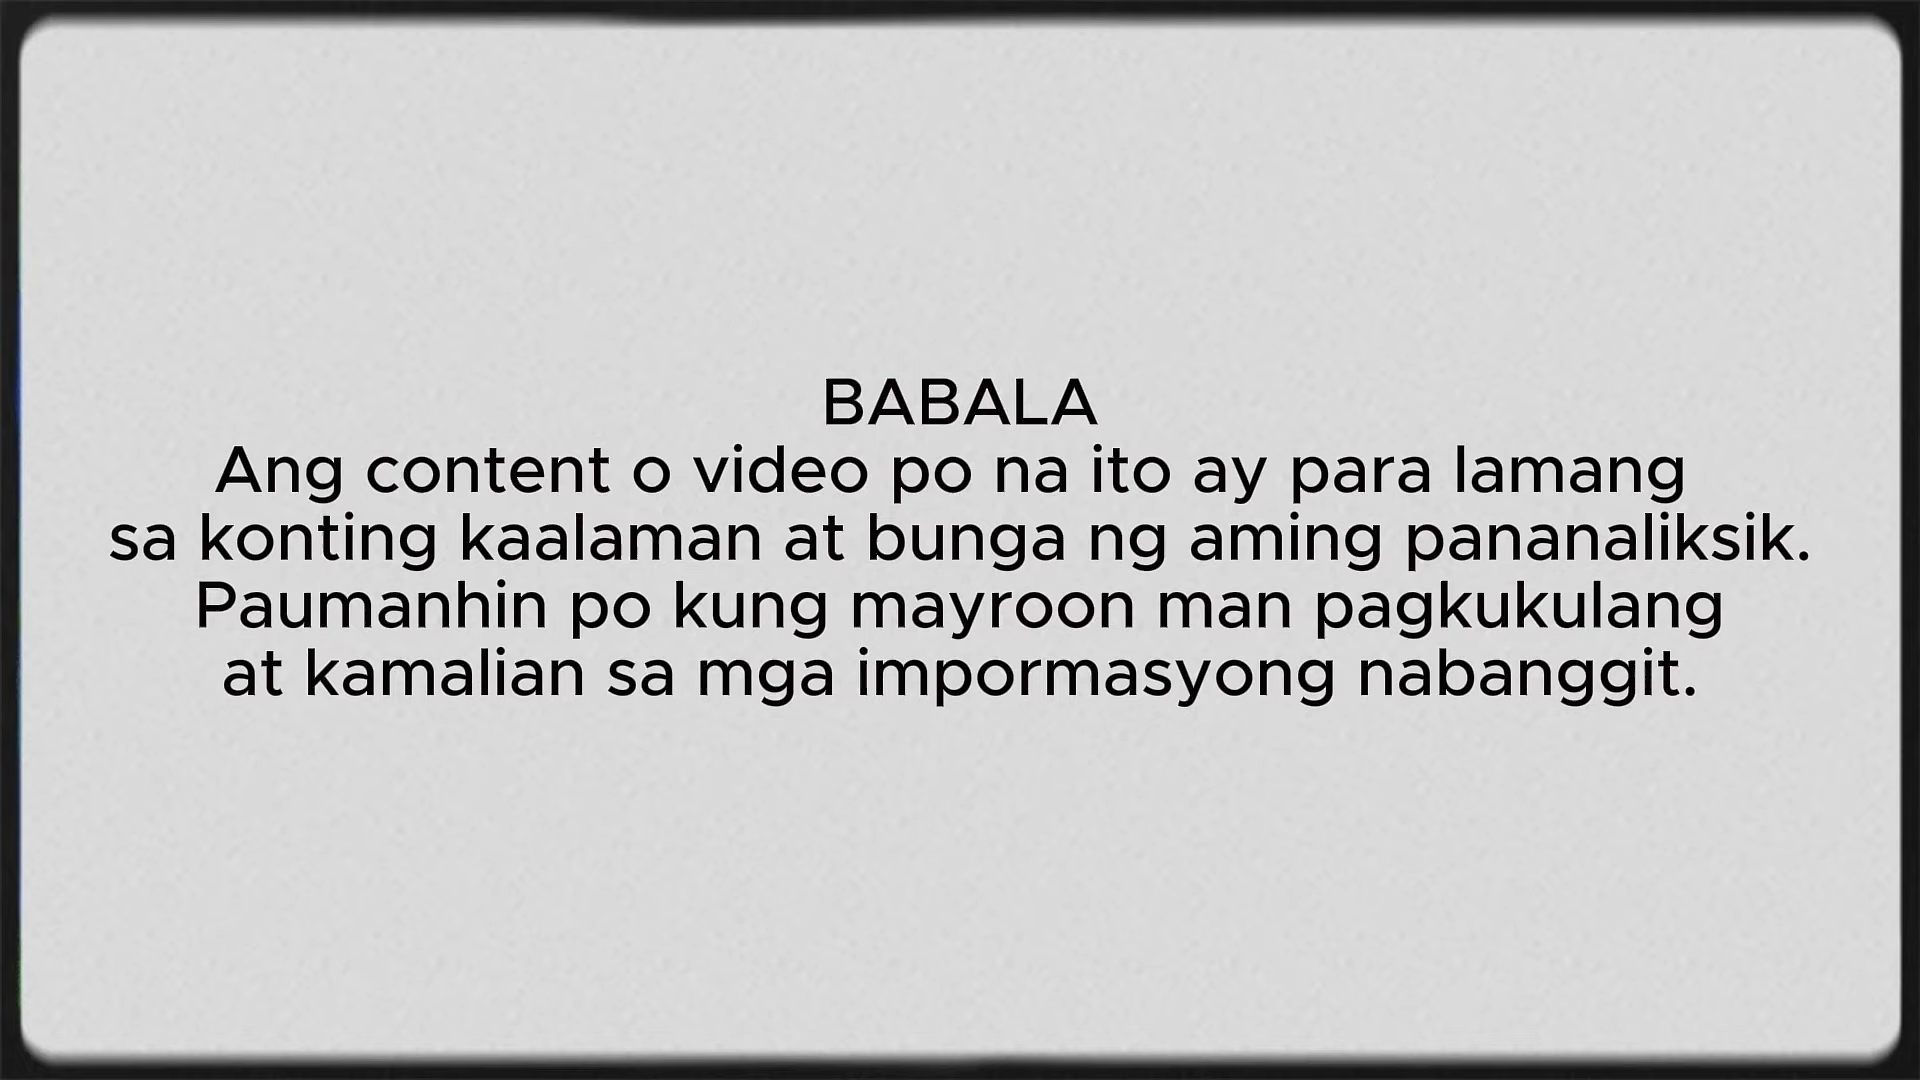 BABALA
Ang content o video po na ito ay para lamang
sa konting kaalaman at bunga ng aming pananaliksik.
Paumanhin po kung mayroon man pagkukulang
at kamalian sa mga impormasyong nabanggit.